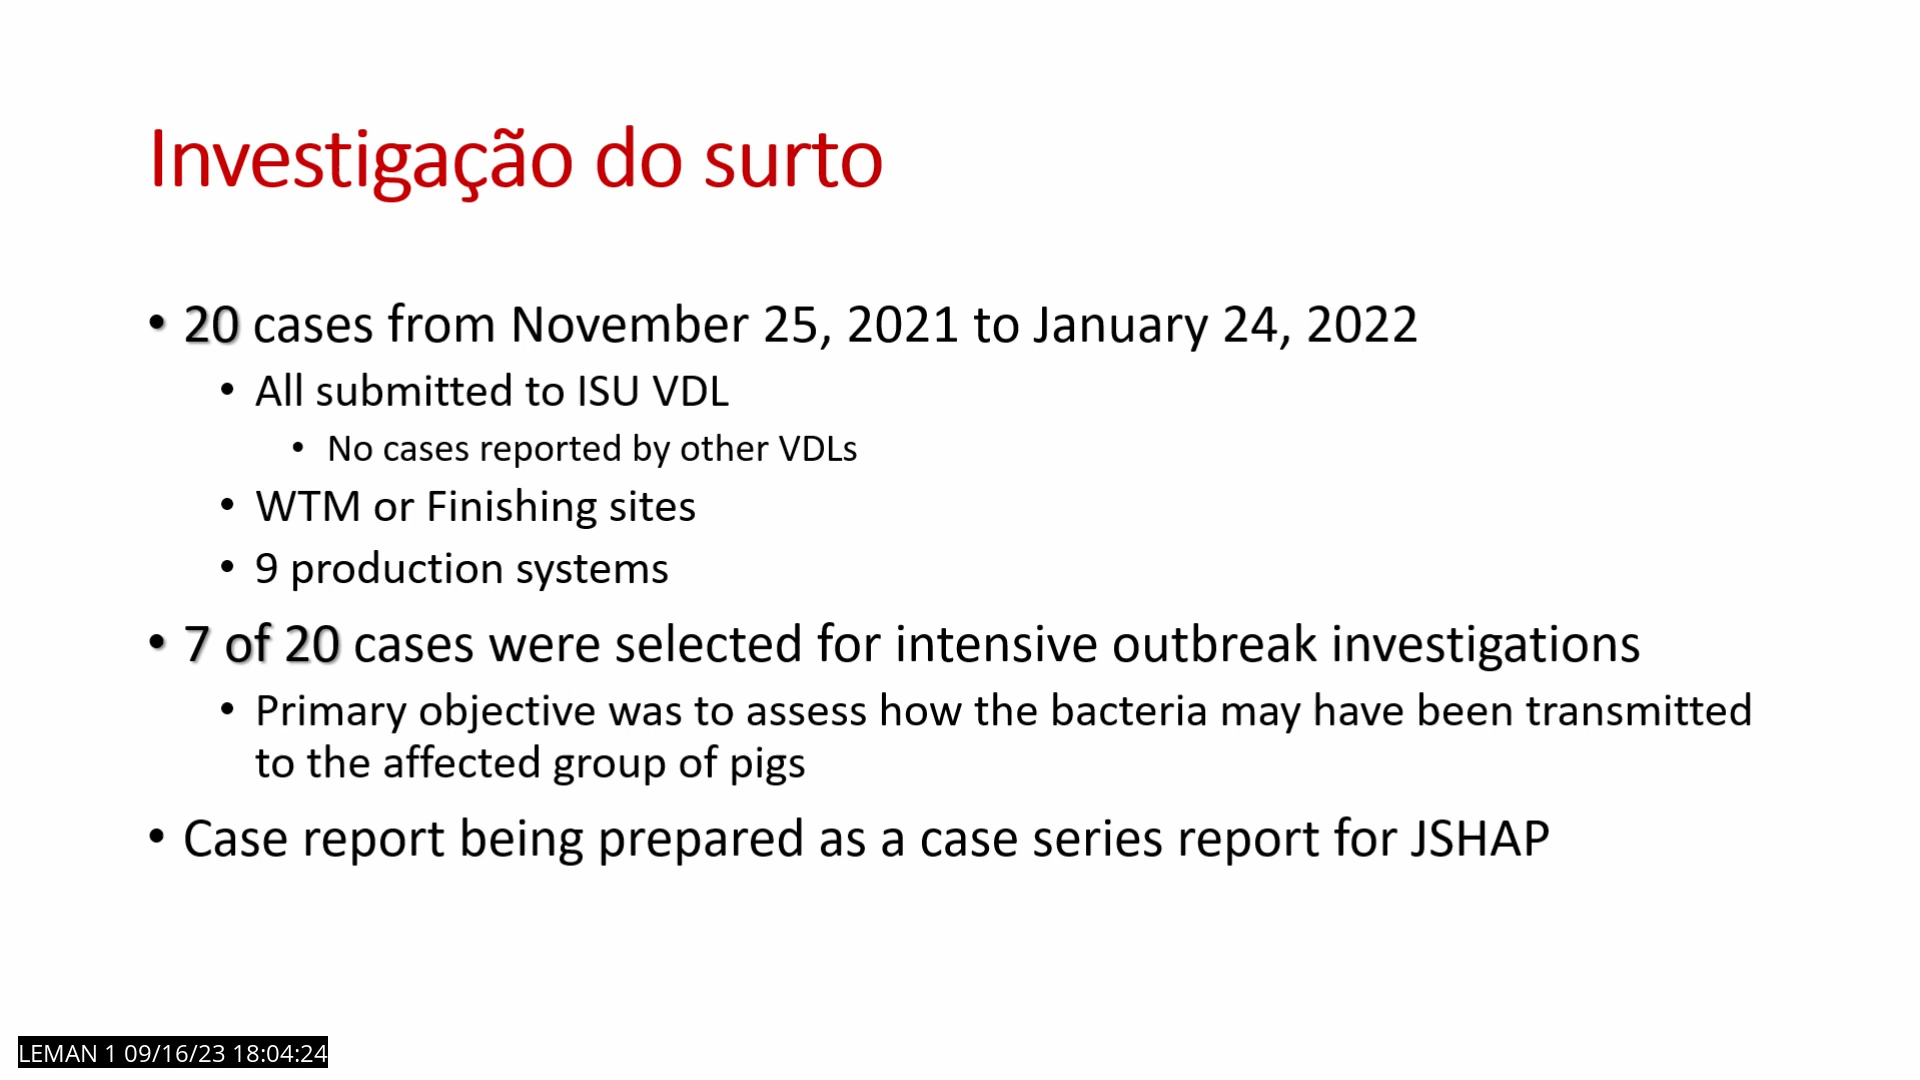 Investigação do surto
• 20 cases from November 25, 2021 to January 24, 2022
• All submitted to ISU VDL
• No cases reported by other VDLs
• WTM or Finishing sites
• 9 production systems
• 7 of 20 cases were selected for intensive outbreak investigations
• Primary objective was to assess how the bacteria may have been transmitted
to the affected group of pigs
• Case report being prepared as a case series report for JSHAP
LEMAN 1 09/16/23 18:04:24